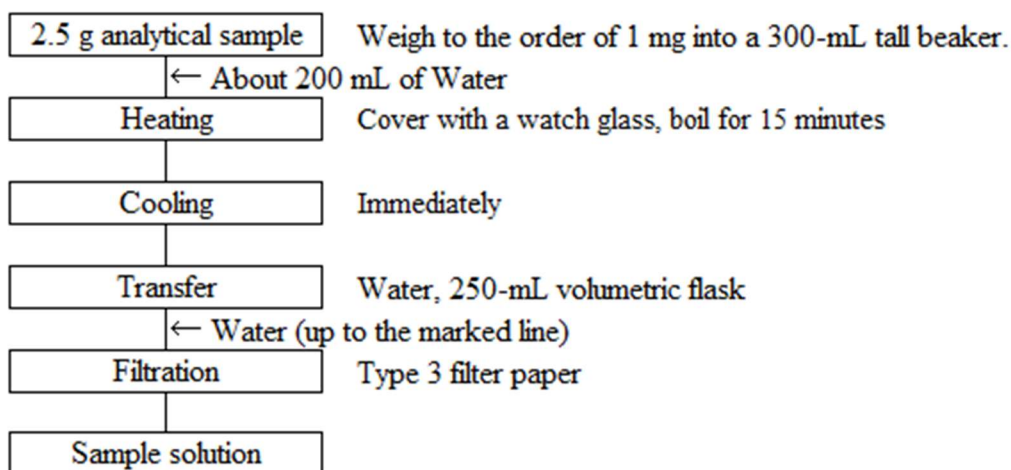 2.5 g analytical sample Weigh to the order of 1 mg into a 300-mL tall beaker.
← About 200 mL of Water
Heating Cover with a watch glass, boil for 15 minutes
Cooling Immediately
Transfer Water, 250-mL volumetric flask
← Water (up to the marked line)
Filtration Type 3 filter paper
Sample solution